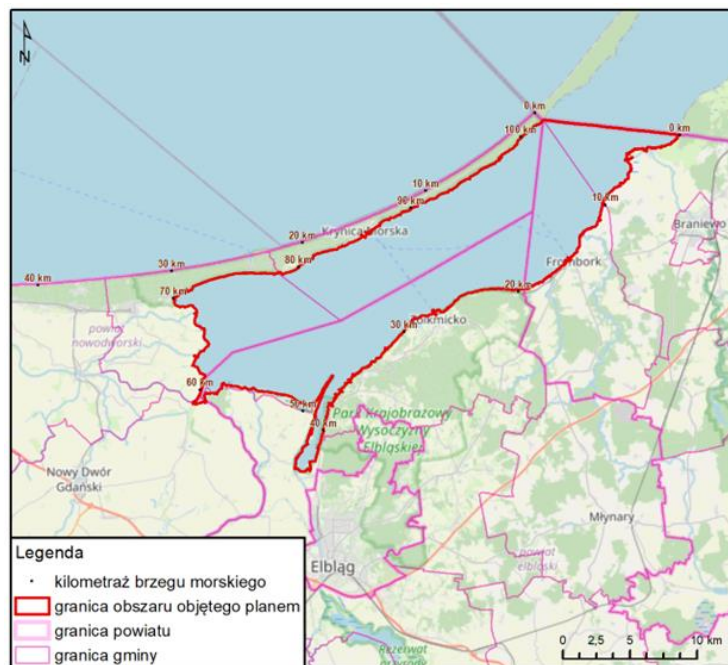 N
0 km
0 km
100 km
10 km
90 km
10 km
20 km
Krynica Morska
Braniewo
80 km
30 km
Frombork
40 km
20 km
70 km
Tolkmicko
30 km
powiat
nowodworski
60 km
50 km
Park Krajobrazowy
Wysoczyzny
Elbląskiej
40 km
Nowy Dwór
Gdański
Młynary
Legenda
kilometraż brzegu morskiego
Elbląg
powiat
elbląski
granica obszaru objętego planem
granica powiatu
granica gminy
Rezerwat
przyrody
0 2,5 5 10 km